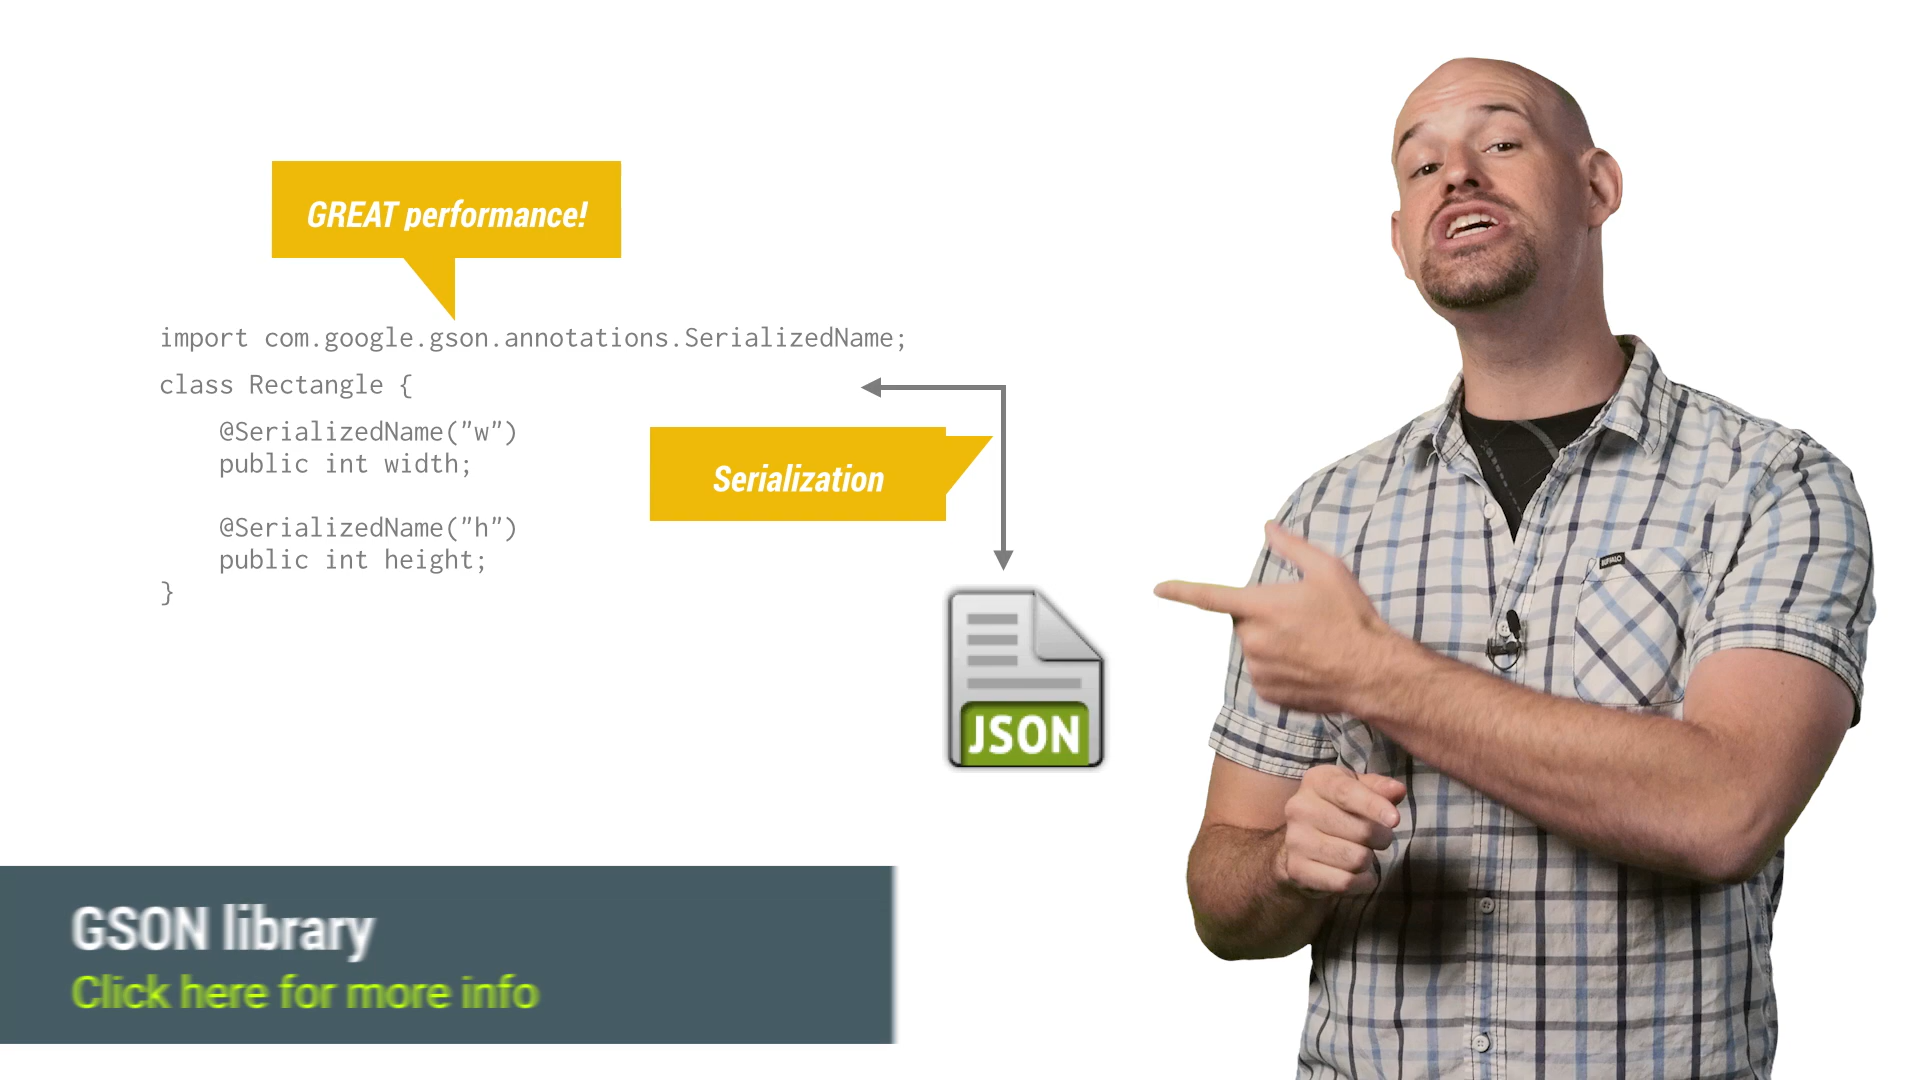 GREAT performance!
import com.google.gson.annotations.SerializedName;
class Rectangle {
@SerializedName("w")
public int width;
Serialization
@SerializedName("h")
public int height;
}
JSON
BUFFALO
GSON library
Click here for more info